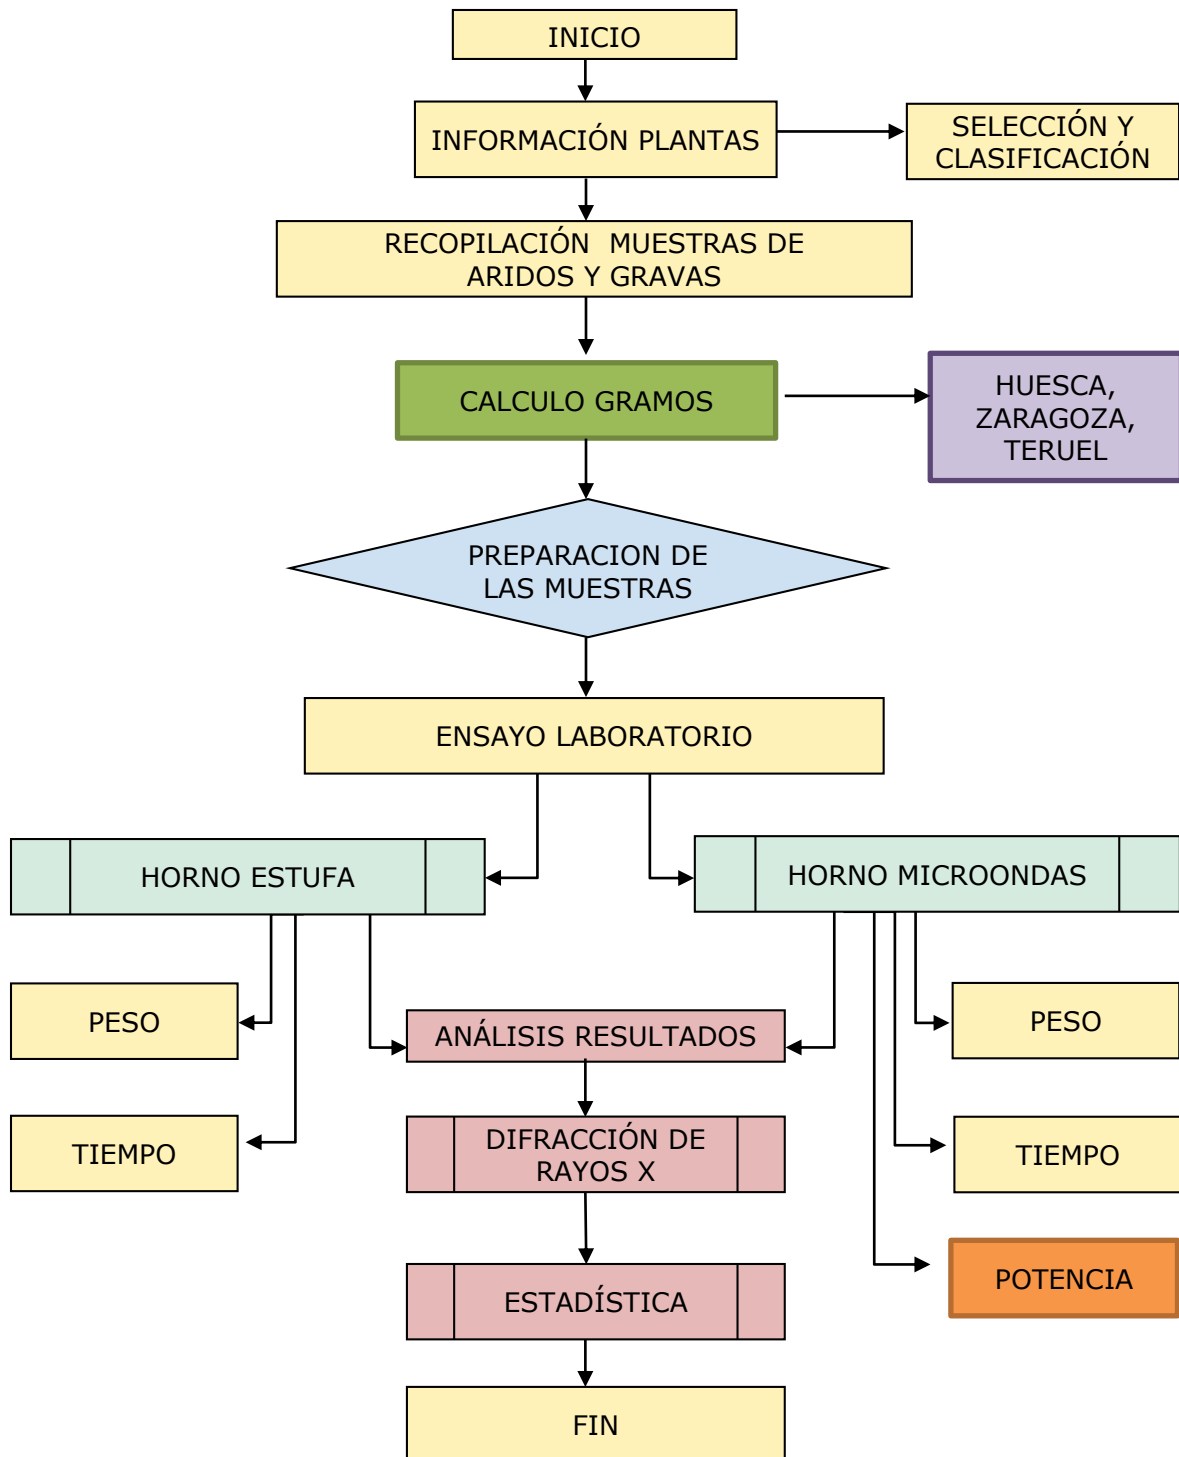 INICIO
INFORMACIÓN PLANTAS
SELECCIÓN Y
CLASIFICACIÓN
RECOPILACIÓN MUESTRAS DE
ARIDOS Y GRAVAS
CALCULO GRAMOS
HUESCA,
ZARAGOZA,
TERUEL
PREPARACION DE
LAS MUESTRAS
ENSAYO LABORATORIO
HORNO ESTUFA
HORNO MICROONDAS
PESO
ANÁLISIS RESULTADOS
PESO
TIEMPO
DIFRACCIÓN DE
RAYOS X
TIEMPO
ESTADÍSTICA
POTENCIA
FIN